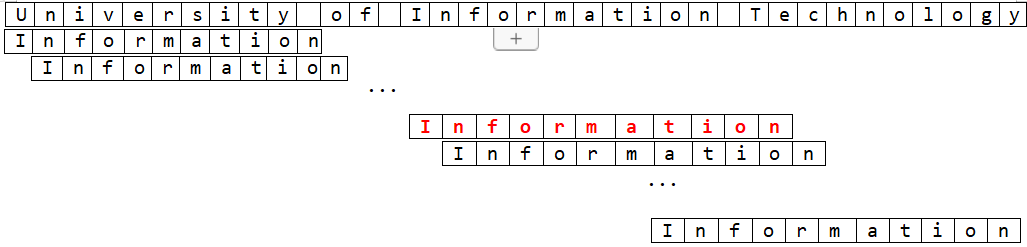 University of Information Technology
+
Information
Information
...
Information
Information
...
Information